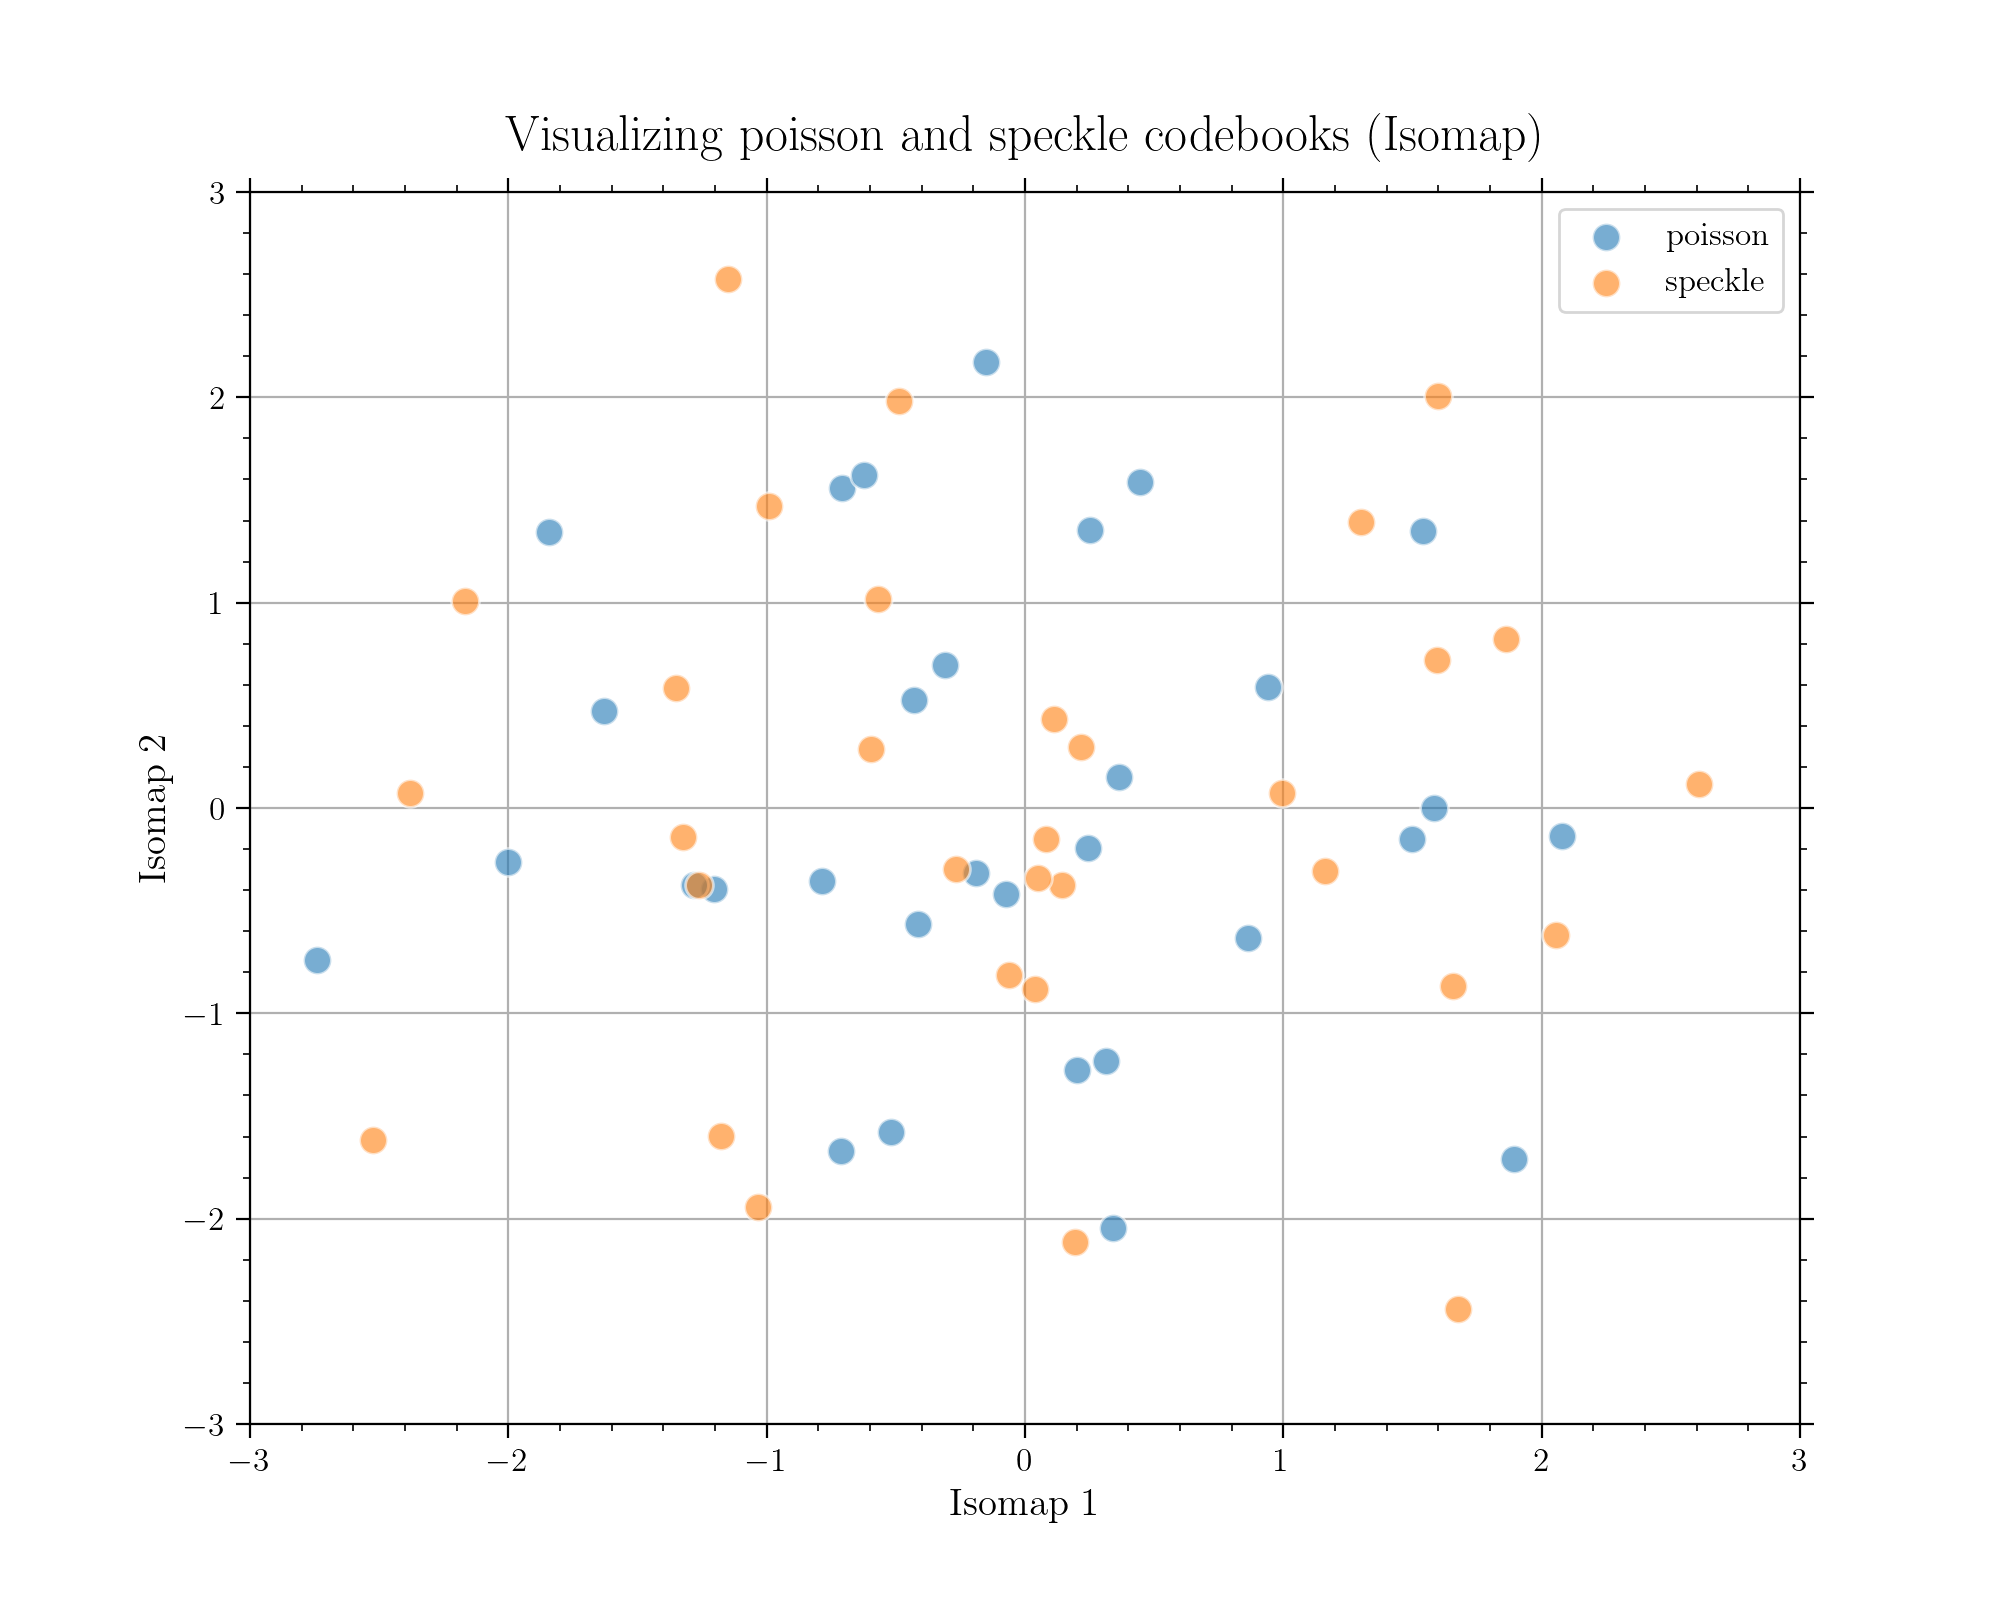 Visualizing poisson and speckle codebooks (Isomap)
poisson
speckle
3
2
1
0
−1
−2
−3
Isomap 2
−3 −2 −1 0 1 2 3
Isomap 1